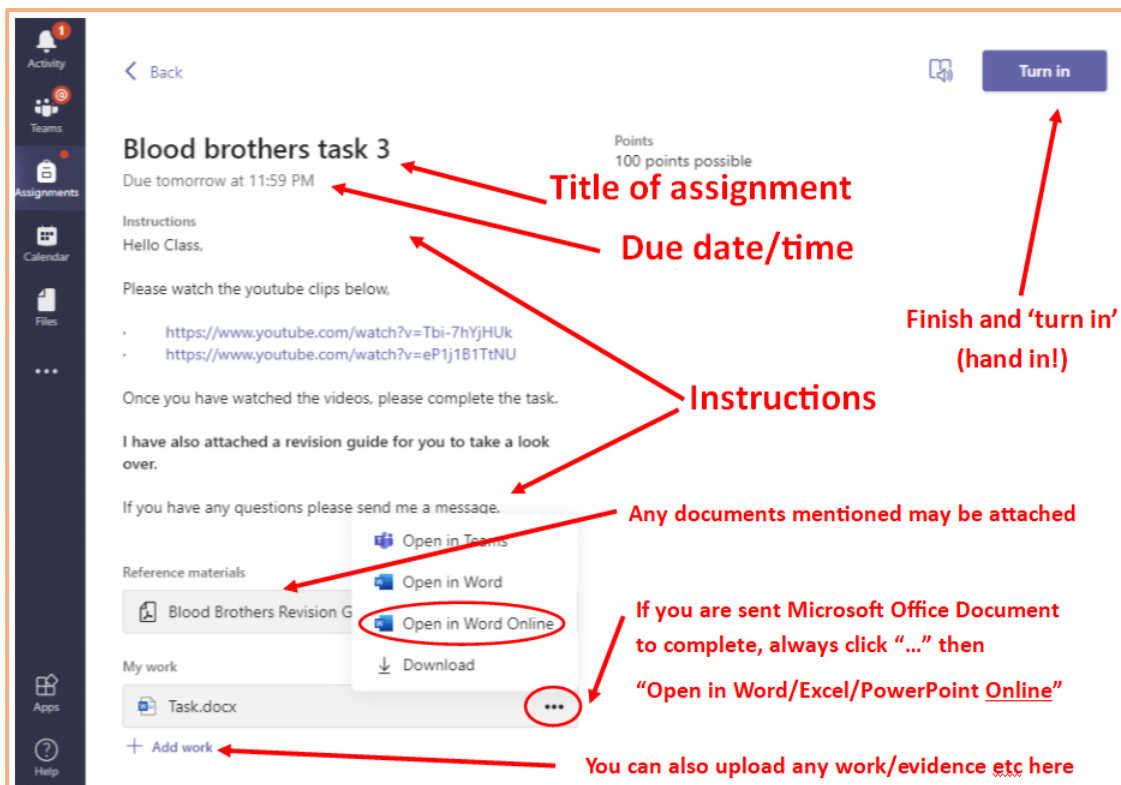 1
Activity
@
Teams
Assignments
Calendar
Files
...
Apps
Help
Back
Turn in
Blood brothers task 3
Due tomorrow at 11:59 PM
Points
100 points possible
Title of assignment
Due date/time
Instructions
Hello Class,
Please watch the youtube clips below,
· https://www.youtube.com/watch?v=Tbi-7hYjHUk
· https://www.youtube.com/watch?v=eP1j1B1TtNU
Finish and ‘turn in’
(hand in!)
Once you have watched the videos, please complete the task.
Instructions
I have also attached a revision guide for you to take a look
over.
If you have any questions please send me a message.
Any documents mentioned may be attached
Open in Teams
Open in Word
Open in Word Online
Download
Reference materials
Blood Brothers Revision G
If you are sent Microsoft Office Document
to complete, always click “...” then
“Open in Word/Excel/PowerPoint Online”
My work
Task.docx
...
+ Add work
You can also upload any work/evidence etc here